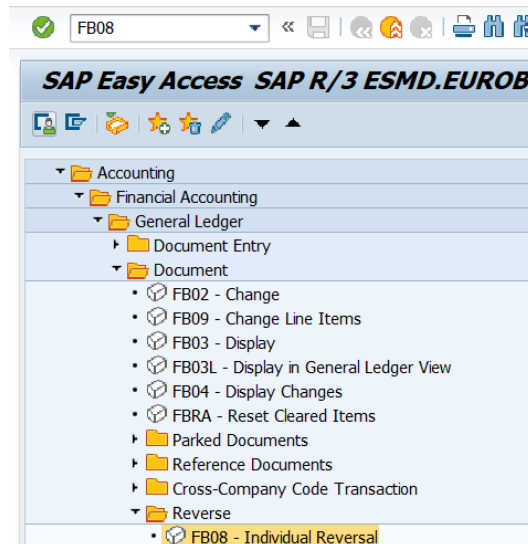 FB08
SAP Easy Access SAP R/3 ESMD.EUROB
Accounting
Financial Accounting
General Ledger
Document Entry
Document
FB02 - Change
FB09 - Change Line Items
FB03 - Display
FB03L - Display in General Ledger View
FB04 - Display Changes
FBRA - Reset Cleared Items
Parked Documents
Reference Documents
Cross-Company Code Transaction
Reverse
FB08 - Individual Reversal